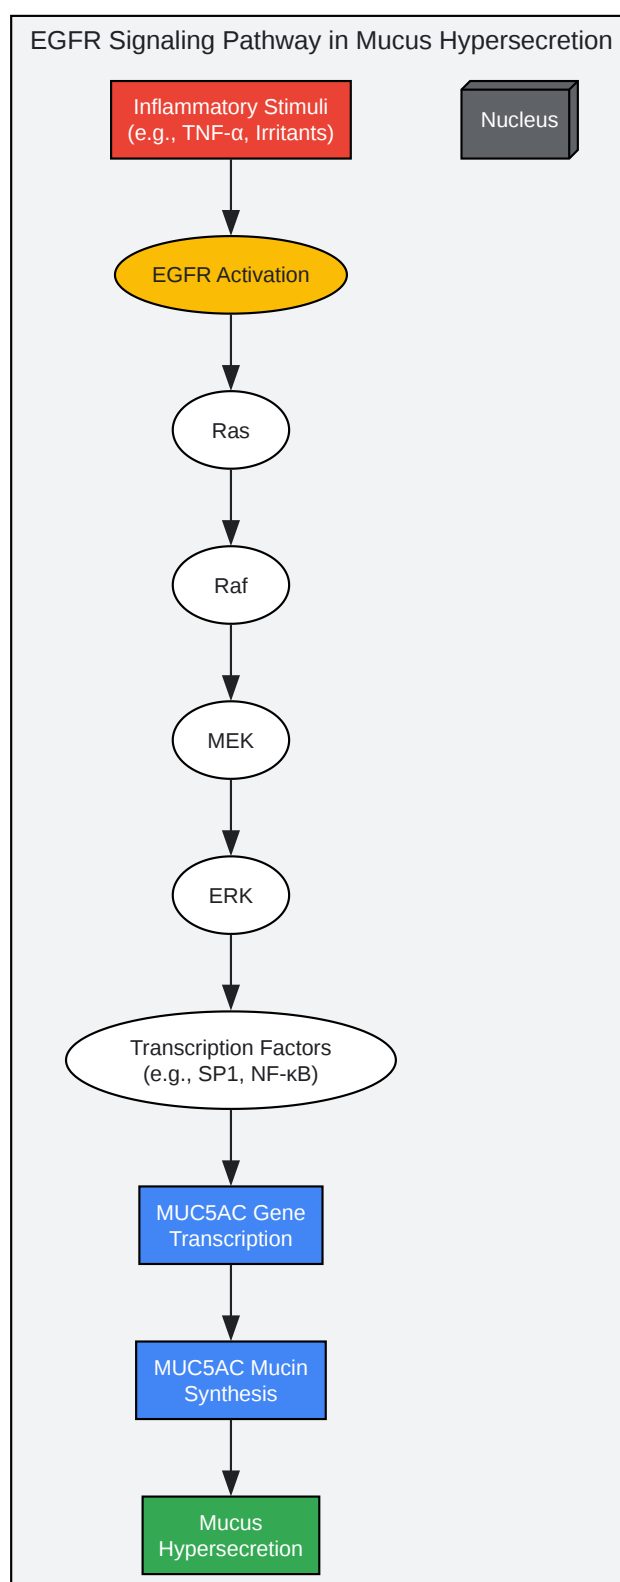 EGFR Signaling Pathway in Mucus Hypersecretion
Inflammatory Stimuli
(e.g., TNF-α, Irritants)
Nucleus
EGFR Activation
Ras
Raf
MEK
ERK
Transcription Factors
(e.g., SP1, NF-κB)
MUC5AC Gene
Transcription
MUC5AC Mucin
Synthesis
Mucus
Hypersecretion